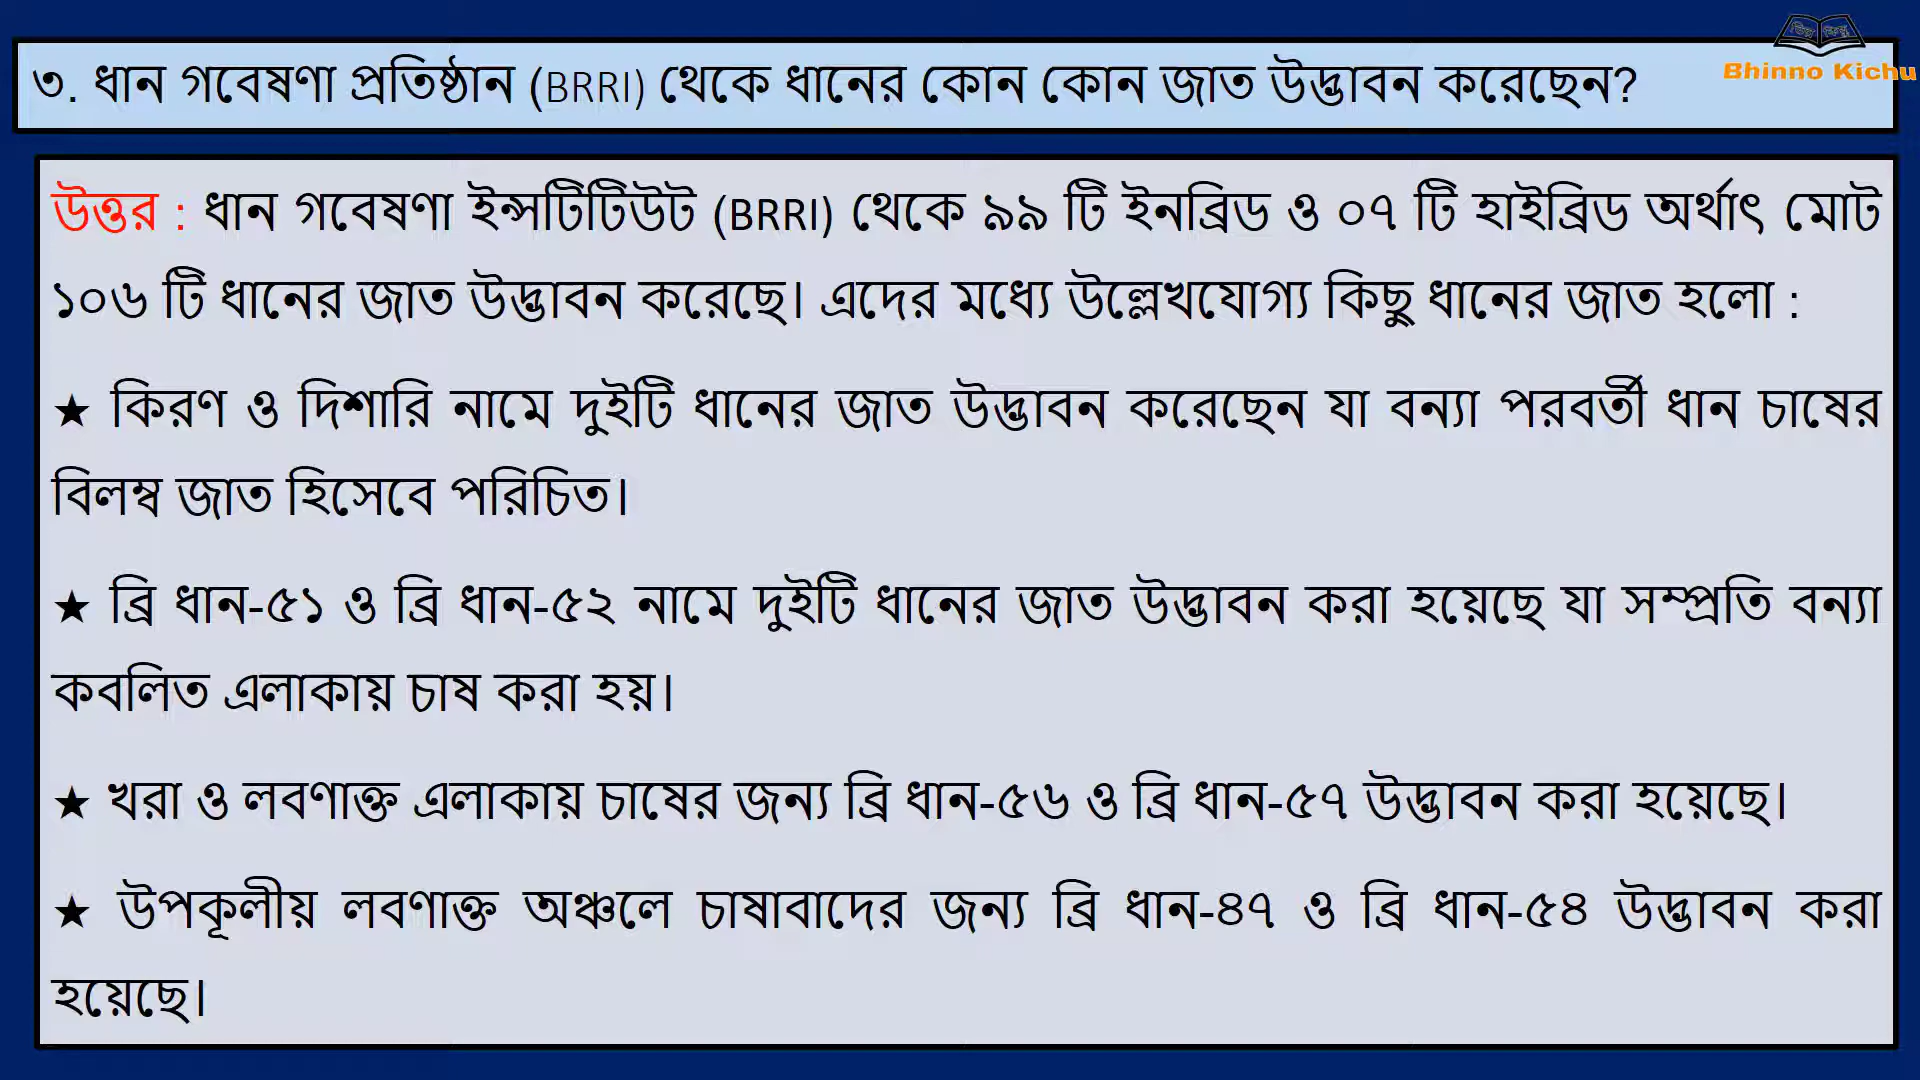 ভিন্ন কিছু
Bhinno Kichu
৩. ধান গবেষণা প্রতিষ্ঠান (BRRI) থেকে ধানের কোন কোন জাত উদ্ভাবন করেছেন?
উত্তর : ধান গবেষণা ইন্সটিটিউট (BRRI) থেকে ৯৯ টি ইনব্রিড ও ০৭ টি হাইব্রিড অর্থাৎ মোট
১০৬ টি ধানের জাত উদ্ভাবন করেছে। এদের মধ্যে উল্লেখযোগ্য কিছু ধানের জাত হলো :
★ কিরণ ও দিশারি নামে দুইটি ধানের জাত উদ্ভাবন করেছেন যা বন্যা পরবর্তী ধান চাষের
বিলম্ব জাত হিসেবে পরিচিত।
★ ব্রি ধান-৫১ ও ব্রি ধান-৫২ নামে দুইটি ধানের জাত উদ্ভাবন করা হয়েছে যা সম্প্রতি বন্যা
কবলিত এলাকায় চাষ করা হয়।
★ খরা ও লবণাক্ত এলাকায় চাষের জন্য ব্রি ধান-৫৬ ও ব্রি ধান-৫৭ উদ্ভাবন করা হয়েছে।
★ উপকূলীয় লবণাক্ত অঞ্চলে চাষাবাদের জন্য ব্রি ধান-৪৭ ও ব্রি ধান-৫৪ উদ্ভাবন করা
হয়েছে।